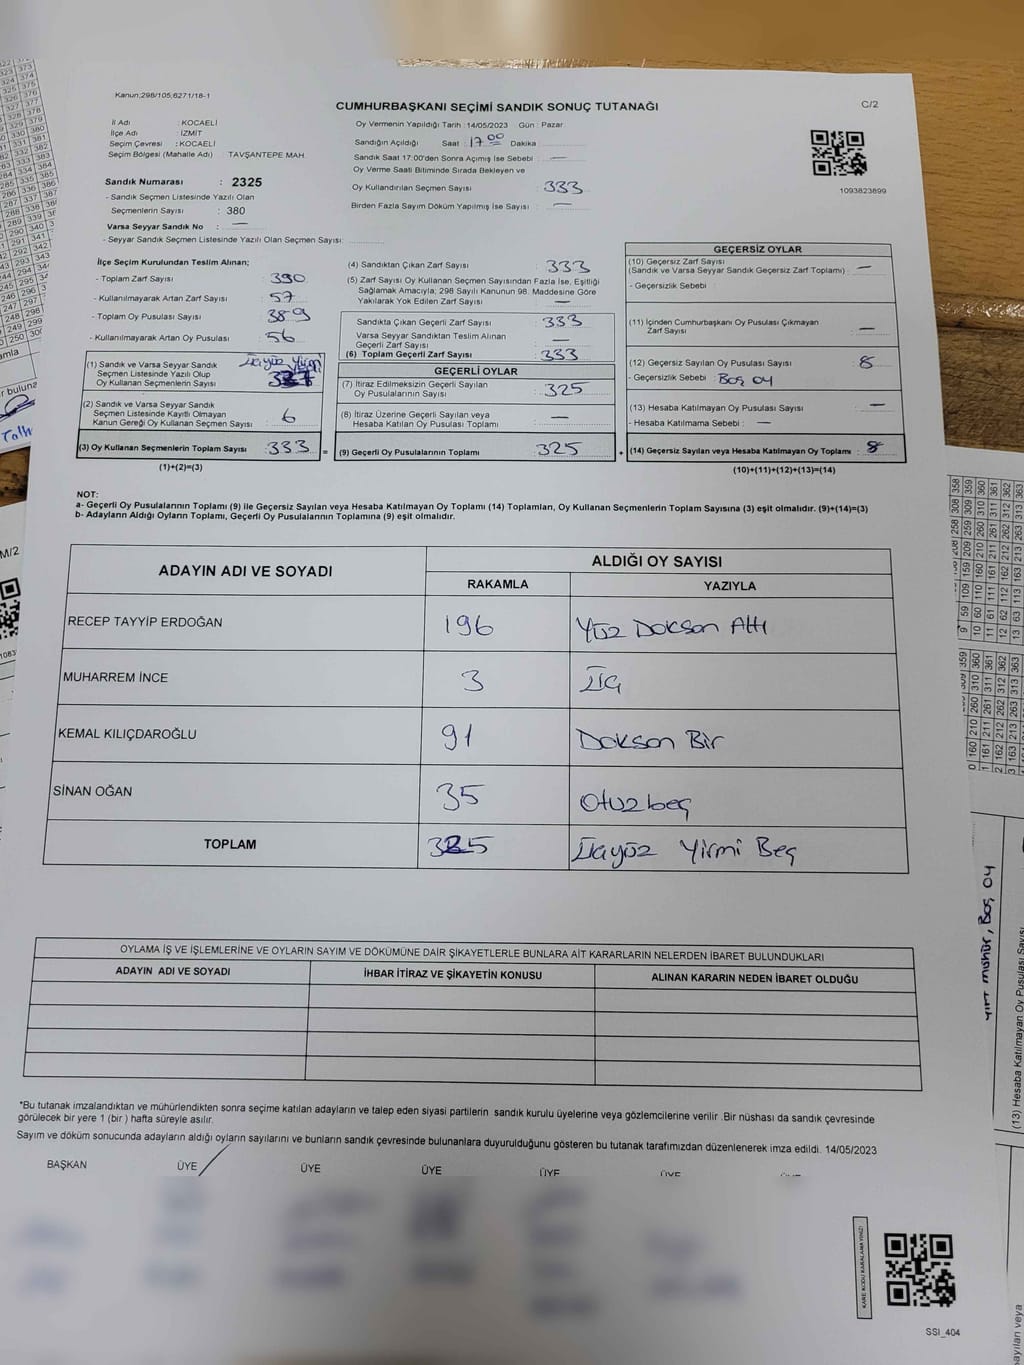 Kanun;298/105;6271/18-1
CUMHURBAŞKANI SEÇİMİ SANDIK SONUÇ TUTANAĞI
C/2
İl Adı : KOCAELİ
İlçe Adı : İZMİT
Seçim Çevresi : KOCAELİ
Seçim Bölgesi (Mahalle Adı) : TAVŞANTEPE MAH.
Sandık Numarası : 2325
- Sandık Seçmen Listesinde Yazılı Olan
Seçmenlerin Sayısı : 380
Varsa Seyyar Sandık No : —
- Seyyar Sandık Seçmen Listesinde Yazılı Olan Seçmen Sayısı:
Oy Vermenin Yapıldığı Tarih :14/05/2023 Gün : Pazar
Sandığın Açıldığı Saat : 17 00 Dakika
Sandık Saat 17:00'den Sonra Açımış İse Sebebi : —
Oy Verme Saati Bitiminde Sırada Bekleyen ve
Oy Kullandırılan Seçmen Sayısı : 333
Birden Fazla Sayım Döküm Yapılmış İse Sayısı : —
1093823899
İlçe Seçim Kurulundan Teslim Alınan;
- Toplam Zarf Sayısı : 390
- Kullanılmayarak Artan Zarf Sayısı : 57
- Toplam Oy Pusulası Sayısı : 389
- Kullanılmayarak Artan Oy Pusulası : 56
(1) Sandık ve Varsa Seyyar Sandık
Seçmen Listesinde Yazılı Olup
Oy Kullanan Seçmenlerin Sayısı
Üçyüz Yirmi
(2) Sandık ve Varsa Seyyar Sandık
Seçmen Listesinde Kayıtlı Olmayan
Kanun Gereği Oy Kullanan Seçmen Sayısı : 6
(3) Oy Kullanan Seçmenlerin Toplam Sayısı : 333
(1)+(2)=(3)
=
(4) Sandıktan Çıkan Zarf Sayısı : 333
(5) Zarf Sayısı Oy Kullanan Seçmen Sayısından Fazla İse, Eşitliği
Sağlamak Amacıyla; 298 Sayılı Kanunun 98. Maddesine Göre
Yakılarak Yok Edilen Zarf Sayısı : —
Sandıkta Çıkan Geçerli Zarf Sayısı : 333
Varsa Seyyar Sandıktan Teslim Alınan
Geçerli Zarf Sayısı : —
(6) Toplam Geçerli Zarf Sayısı : 333
GEÇERLİ OYLAR
(7) İtiraz Edilmeksizin Geçerli Sayılan
Oy Pusulalarının Sayısı : 325
(8) İtiraz Üzerine Geçerli Sayılan veya
Hesaba Katılan Oy Pusulası Toplamı : —
(9) Geçerli Oy Pusulalarının Toplamı : 325
+
GEÇERSİZ OYLAR
(10) Geçersiz Zarf Sayısı
(Sandık ve Varsa Seyyar Sandık Geçersiz Zarf Toplamı) : —
- Geçersizlik Sebebi :
(11) İçinden Cumhurbaşkanı Oy Pusulası Çıkmayan
Zarf Sayısı : —
(12) Geçersiz Sayılan Oy Pusulası Sayısı : 8
- Geçersizlik Sebebi : Boş oy
(13) Hesaba Katılmayan Oy Pusulası Sayısı : —
- Hesaba Katılmama Sebebi : —
(14) Geçersiz Sayılan veya Hesaba Katılmayan Oy Toplamı : 8
(10)+(11)+(12)+(13)=(14)
NOT:
a- Geçerli Oy Pusulalarının Toplamı (9) ile Geçersiz Sayılan veya Hesaba Katılmayan Oy Toplamı (14) Toplamları, Oy Kullanan Seçmenlerin Toplam Sayısına (3) eşit olmalıdır. (9)+(14)=(3)
b- Adayların Aldığı Oyların Toplamı, Geçerli Oy Pusulalarının Toplamına (9) eşit olmalıdır.
ADAYIN ADI VE SOYADI
ALDIĞI OY SAYISI
RAKAMLA YAZIYLA
RECEP TAYYİP ERDOĞAN 196 Yüz Doksan Altı
MUHARREM İNCE 3 Üç
KEMAL KILIÇDAROĞLU 91 Doksan Bir
SİNAN OĞAN 35 Otuzbeş
TOPLAM 325 Üçyüz Yirmi Beş
OYLAMA İŞ VE İŞLEMLERİNE VE OYLARIN SAYIM VE DÖKÜMÜNE DAİR ŞİKAYETLERLE BUNLARA AİT KARARLARIN NELERDEN İBARET BULUNDUKLARI
ADAYIN ADI VE SOYADI İHBAR İTİRAZ VE ŞİKAYETİN KONUSU ALINAN KARARIN NEDEN İBARET OLDUĞU
*Bu tutanak imzalandıktan ve mühürlendikten sonra seçime katılan adayların ve talep eden siyasi partilerin sandık kurulu üyelerine veya gözlemcilerine verilir .Bir nüshası da sandık çevresinde
görülecek bir yere 1 (bir ) hafta süreyle asılır.
Sayım ve döküm sonucunda adayların aldığı oyların sayılarını ve bunların sandık çevresinde bulunanlara duyurulduğunu gösteren bu tutanak tarafımızdan düzenlenerek imza edildi. 14/05/2023
BAŞKAN ÜYE ÜYE ÜYE ÜYE ÜYE
KARE KODU KARALAMAYINIZ!
SSI_404
M/2
(13) Hesaba Katılmayan Oy Pusulası Sayısı